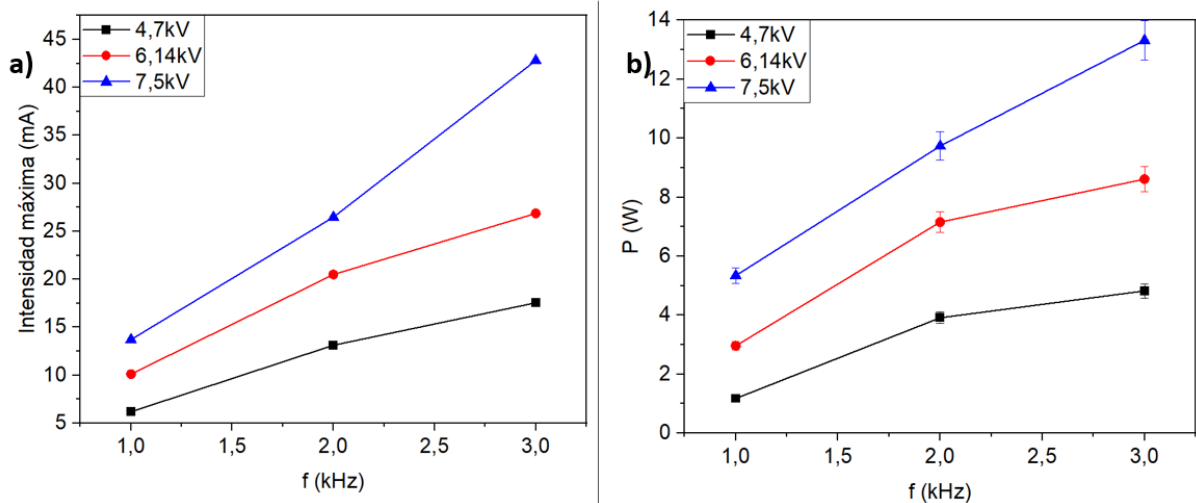 a)
4,7kV
6,14kV
7,5kV
Intensidad máxima (mA)
45
40
35
30
25
20
15
10
5
1,0 1,5 2,0 2,5 3,0
f (kHz)
b)
4,7kV
6,14kV
7,5kV
P (W)
14
12
10
8
6
4
2
0
1,0 1,5 2,0 2,5 3,0
f (kHz)